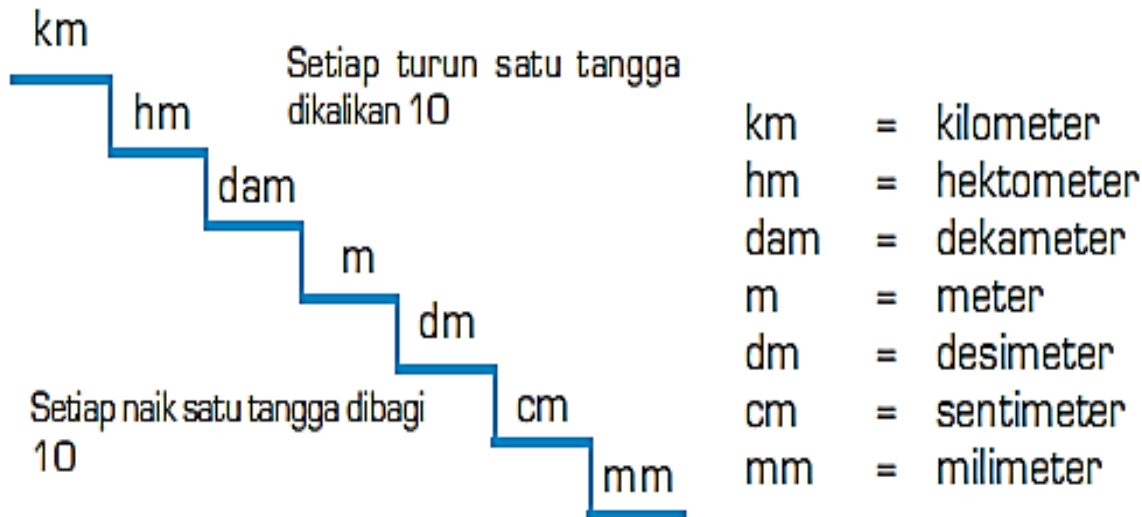 km
Setiap turun satu tangga
dikalikan 10
hm
dam
m
dm
cm
mm
Setiap naik satu tangga dibagi
10
km = kilometer
hm = hektometer
dam = dekameter
m = meter
dm = desimeter
cm = sentimeter
mm = milimeter